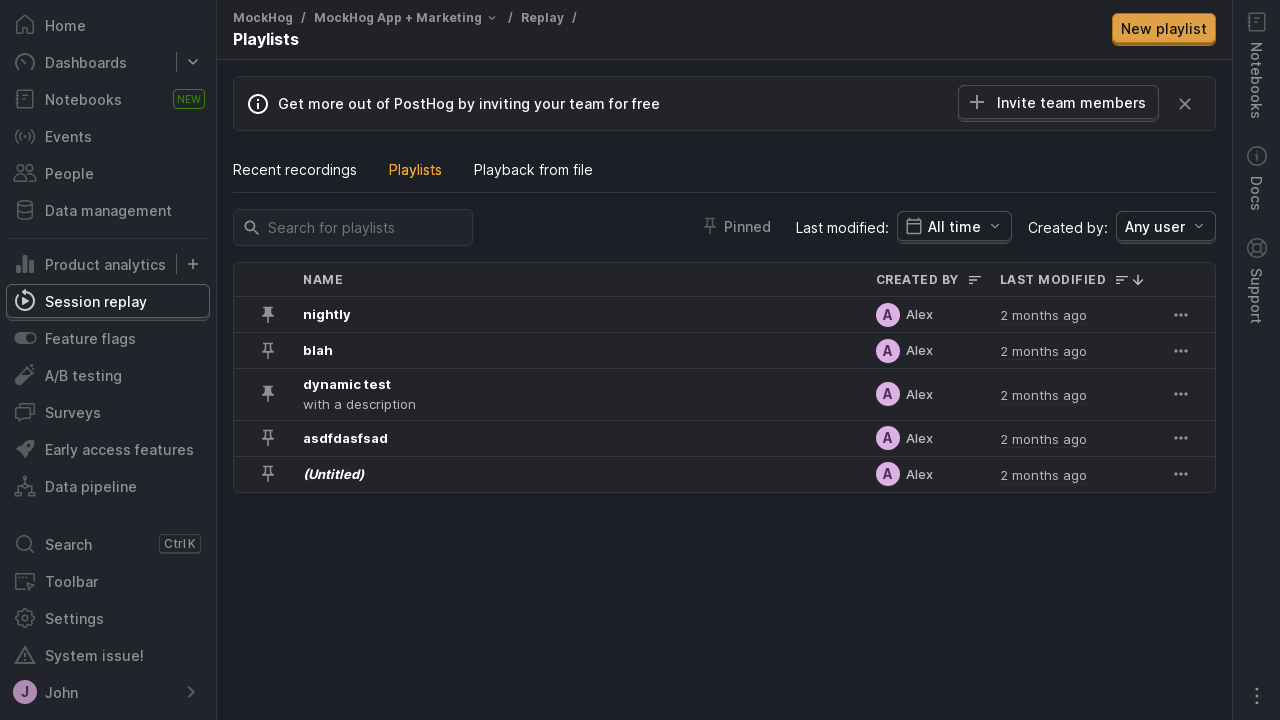 Home
Dashboards
Notebooks NEW
Events
People
Data management
Product analytics
Session replay
Feature flags
A/B testing
Surveys
Early access features
Data pipeline
Search Ctrl K
Toolbar
Settings
System issue!
J John
MockHog / MockHog App + Marketing / Replay /
Playlists
New playlist
Get more out of PostHog by inviting your team for free
Invite team members
Recent recordings Playlists Playback from file
Search for playlists
Pinned Last modified: All time Created by: Any user
NAME CREATED BY LAST MODIFIED
nightly A Alex 2 months ago
blah A Alex 2 months ago
dynamic test A Alex 2 months ago
with a description
asdfdasfsad A Alex 2 months ago
(Untitled) A Alex 2 months ago
Notebooks
Docs
Support